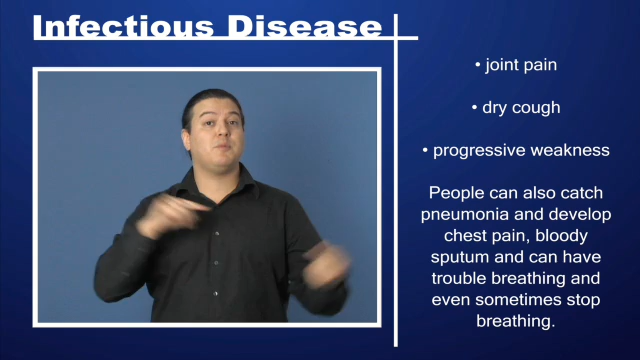 Infectious Disease
• joint pain
• dry cough
• progressive weakness
People can also catch
pneumonia and develop
chest pain, bloody
sputum and can have
trouble breathing and
even sometimes stop
breathing.